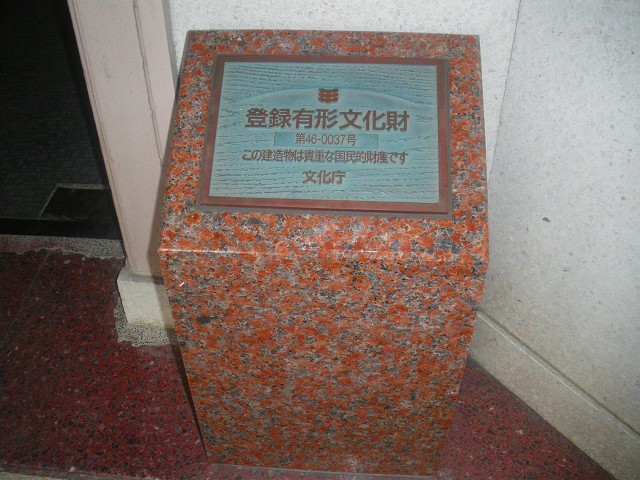 登録有形文化財
第46-0037号
この建造物は貴重な国民的財産です
文化庁